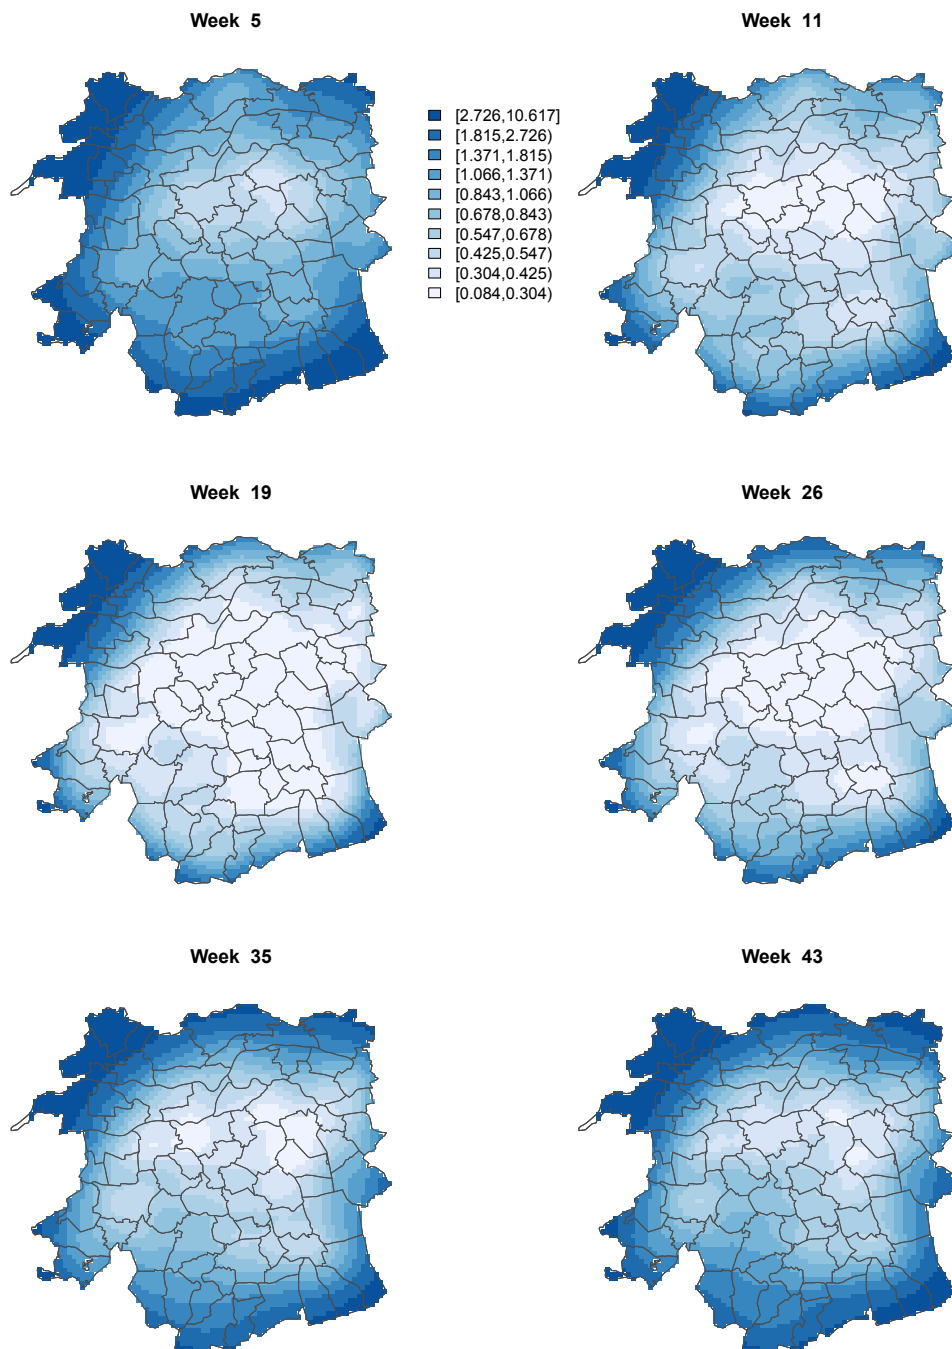 Week 5
Week 11
[2.726,10.617]
[1.815,2.726)
[1.371,1.815)
[1.066,1.371)
[0.843,1.066)
[0.678,0.843)
[0.547,0.678)
[0.425,0.547)
[0.304,0.425)
[0.084,0.304)
Week 19
Week 26
Week 35
Week 43